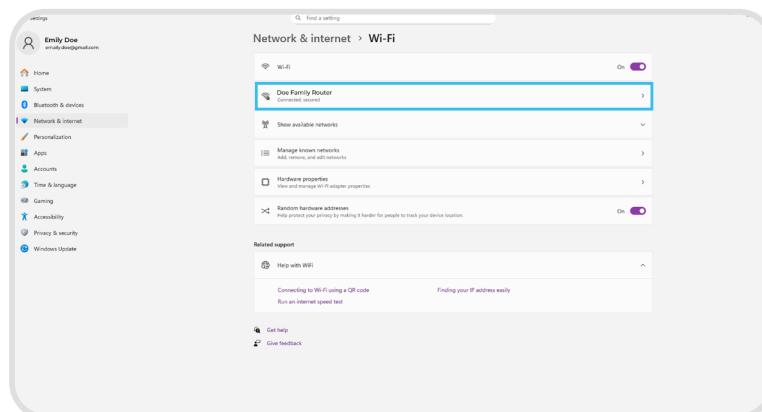 Settings
Find a setting
Emily Doe
emaily.doe@gmail.com
Home
System
Bluetooth & devices
Network & internet
Personalization
Apps
Accounts
Time & language
Gaming
Accessibility
Privacy & security
Windows Update
Network & internet > Wi-Fi
Wi-Fi
On
Doe Family Router
Connected, secured
Show available networks
Manage known networks
Add, remove, and edit networks
Hardware properties
View and manage Wi-Fi adapter properties
Random hardware addresses
Help protect your privacy by making it harder for people to track your device location.
On
Related support
Help with WiFi
Connecting to Wi-Fi using a QR code
Finding your IP address easily
Run an internet speed test
Get help
Give feedback